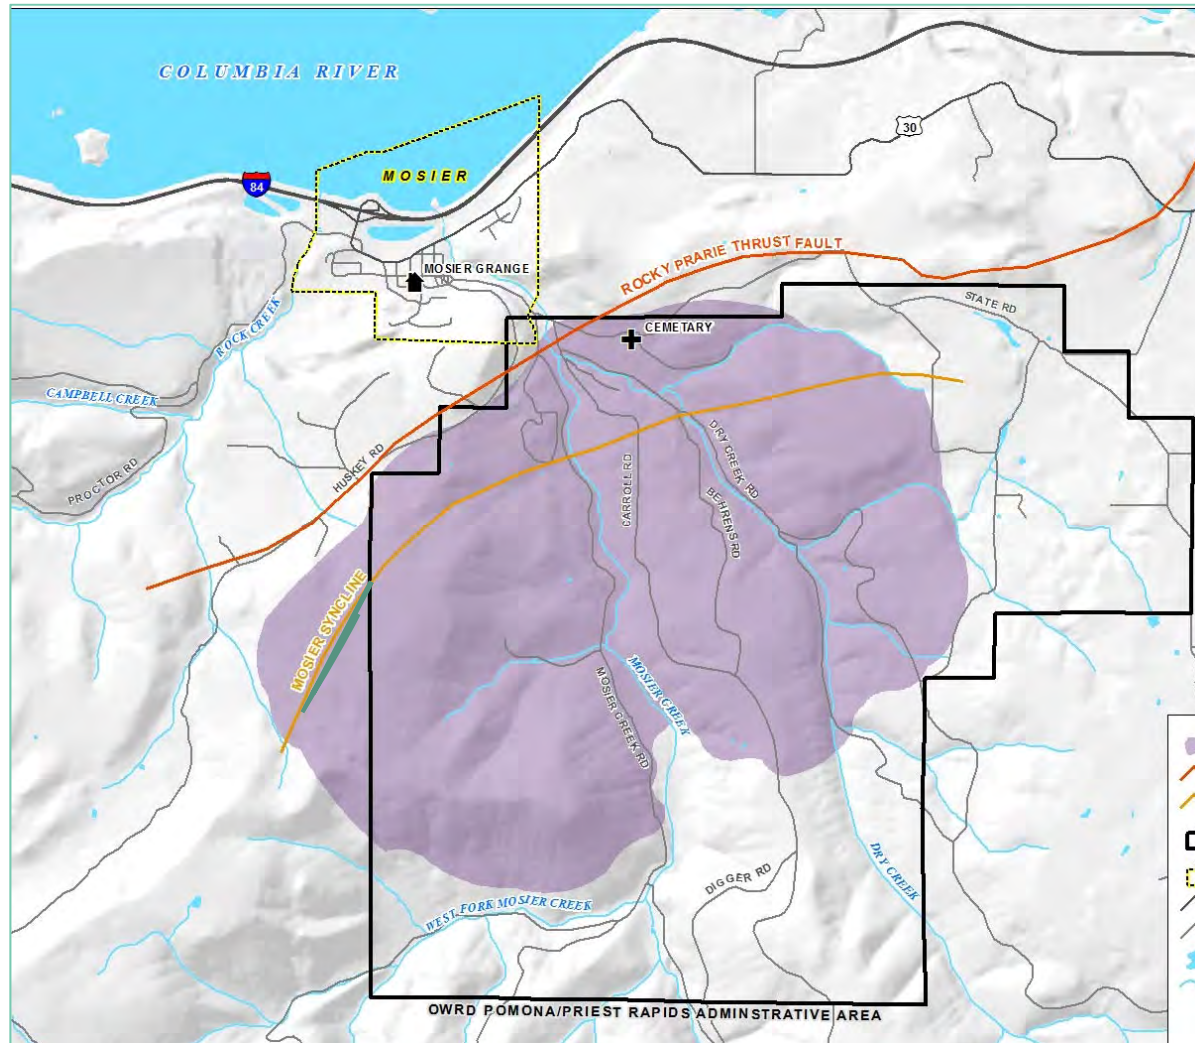 COLUMBIA RIVER
30
MOSIER
84
MOSIER GRANGE
ROCKY PRARIE THRUST FAULT
STATE RD
ROCK CREEK
CEMETARY
CAMPBELL CREEK
PROCTOR RD
HUSKEY RD
DRY CREEK RD
CARROLL RD
BEHRENS RD
MOSIER SYNCLINE
MOSIER CREEK
MOSIER CREEK RD
DIGGER RD
DRY CREEK
WEST FORK MOSIER CREEK
OWRD POMONA/PRIEST RAPIDS ADMINSTRATIVE AREA